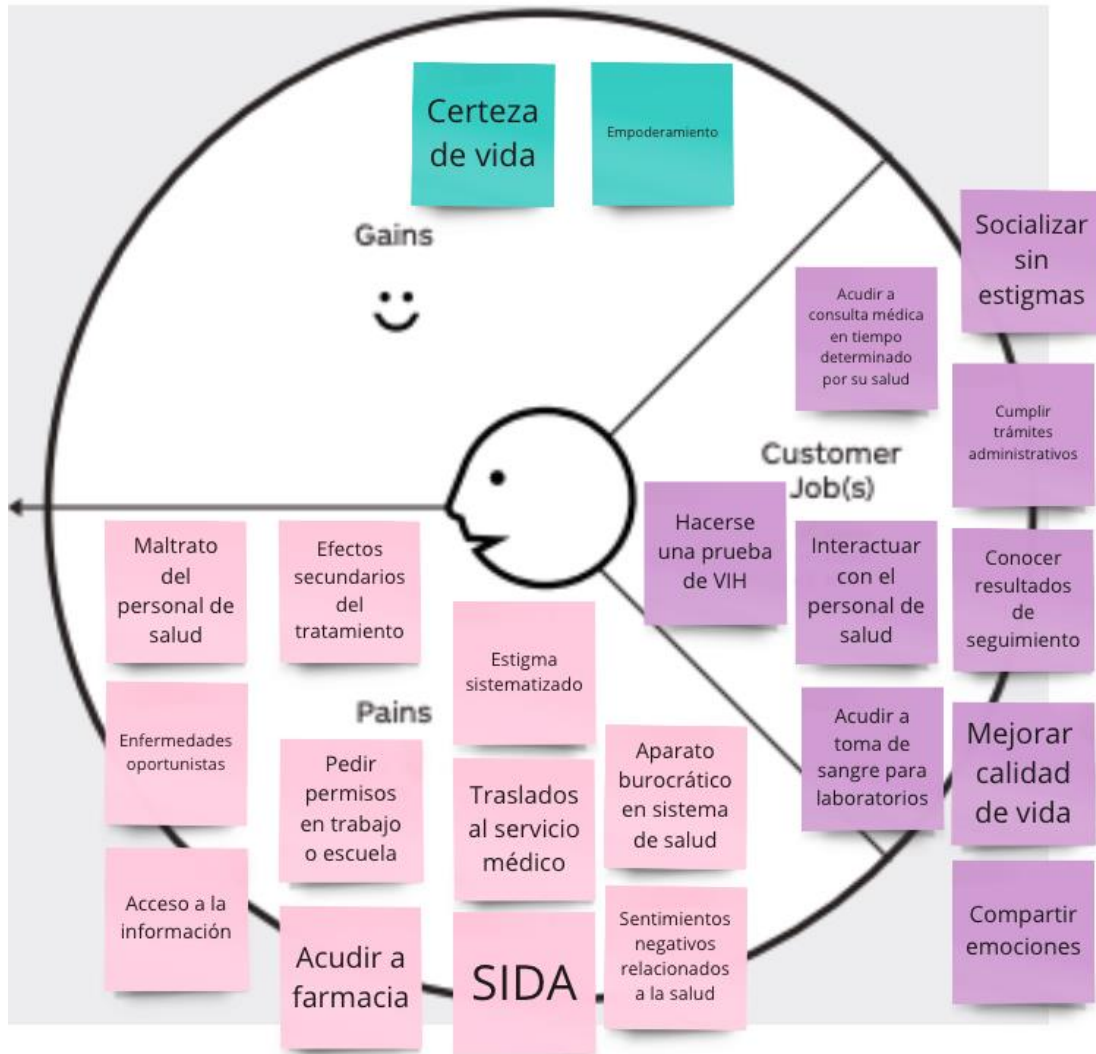 Certeza
de vida
Empoderamiento
Gains
Socializar
sin
estigmas
Acudir a
consulta médica
en tiempo
determinado
por su salud
Cumplir
trámites
administrativos
Customer
Job(s)
Hacerse
una prueba
de VIH
Interactuar
con el
personal de
salud
Conocer
resultados
de
seguimiento
Acudir a
toma de
sangre para
laboratorios
Mejorar
calidad
de vida
Compartir
emociones
Maltrato
del
personal de
salud
Efectos
secundarios
del
tratamiento
Estigma
sistematizado
Pains
Enfermedades
oportunistas
Pedir
permisos
en trabajo
o escuela
Traslados
al servicio
médico
Aparato
burocrático
en sistema
de salud
Acceso a la
información
Acudir a
farmacia
SIDA
Sentimientos
negativos
relacionados
a la salud